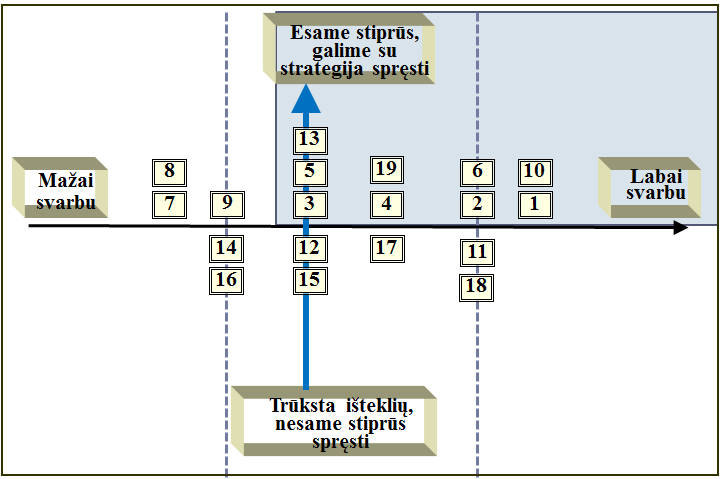 Esame stiprūs,
galime su
strategija spręsti
13
8 5 19 6 10
Mažai
svarbu
Labai
svarbu
7 9 3 4 2 1
14 12 17 11
16 15 18
Trūksta išteklių,
nesame stiprūs
spręsti